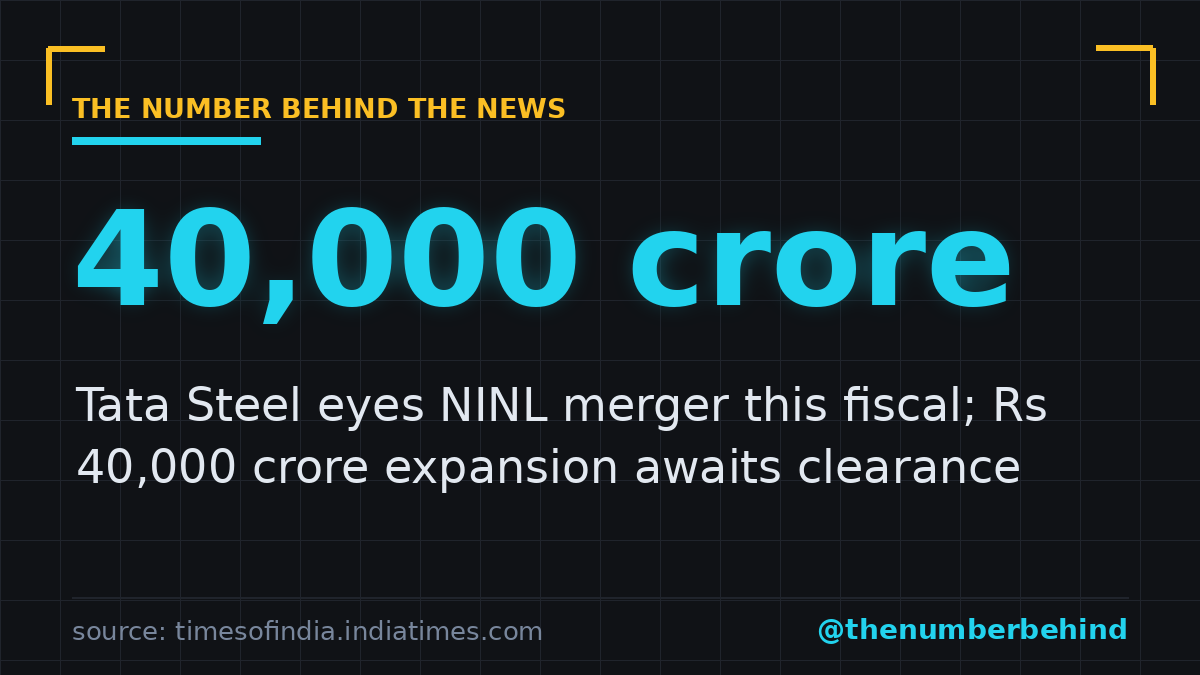 THE NUMBER BEHIND THE NEWS
40,000 crore
Tata Steel eyes NINL merger this fiscal; Rs
40,000 crore expansion awaits clearance
source: timesofindia.indiatimes.com
@thenumberbehind